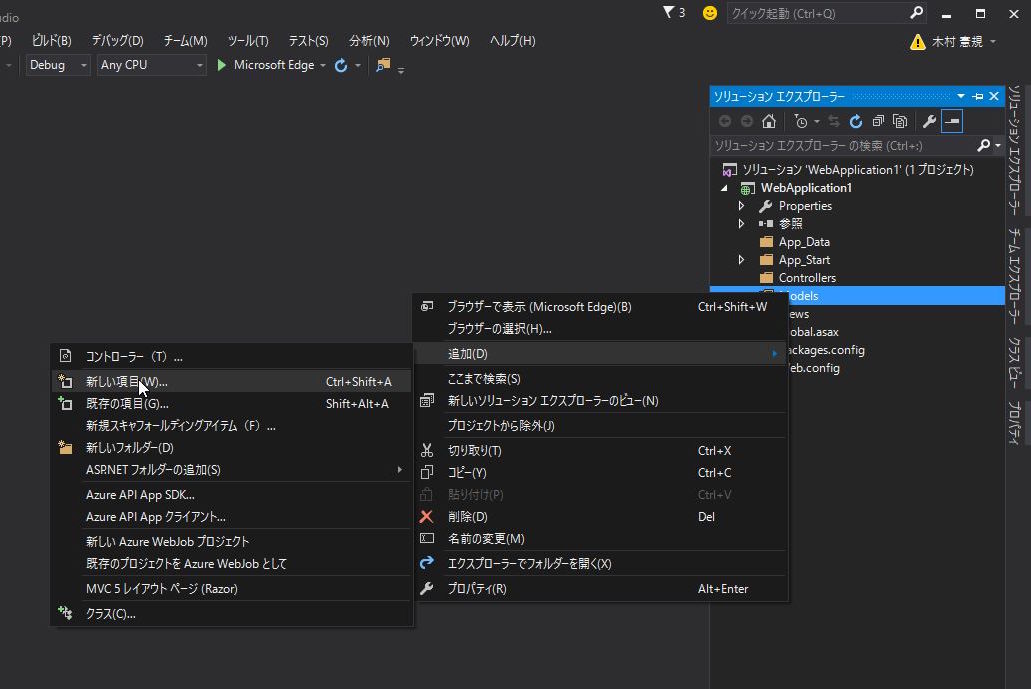 udio
3
クイック起動 (Ctrl+Q)
P) ビルド(B) デバッグ(D) チーム(M) ツール(T) テスト(S) 分析(N) ウィンドウ(W) ヘルプ(H)
木村 憲規
Debug Any CPU Microsoft Edge
ソリューション エクスプローラー
ソリューション エクスプローラー の検索 (Ctrl+:)
ソリューション 'WebApplication1' (1 プロジェクト)
WebApplication1
Properties
参照
App_Data
App_Start
Controllers
odels
ews
obal.asax
ackages.config
eb.config
ソリューション エクスプローラー
チーム エクスプローラー
クラス ビュー
プロパティ
ブラウザーで表示 (Microsoft Edge)(B) Ctrl+Shift+W
ブラウザーの選択(H)...
追加(D)
ここまで検索(S)
新しいソリューション エクスプローラーのビュー(N)
プロジェクトから除外(J)
切り取り(T) Ctrl+X
コピー(Y) Ctrl+C
貼り付け(P) Ctrl+V
削除(D) Del
名前の変更(M)
エクスプローラーでフォルダーを開く(X)
プロパティ(R) Alt+Enter
コントローラー（T）...
新しい項目(W)... Ctrl+Shift+A
既存の項目(G)... Shift+Alt+A
新規スキャフォールディングアイテム（F）...
新しいフォルダー(D)
ASP.NET フォルダーの追加(S)
Azure API App SDK...
Azure API App クライアント...
新しい Azure WebJob プロジェクト
既存のプロジェクトを Azure WebJob として
MVC 5 レイアウト ページ (Razor)
クラス(C)...